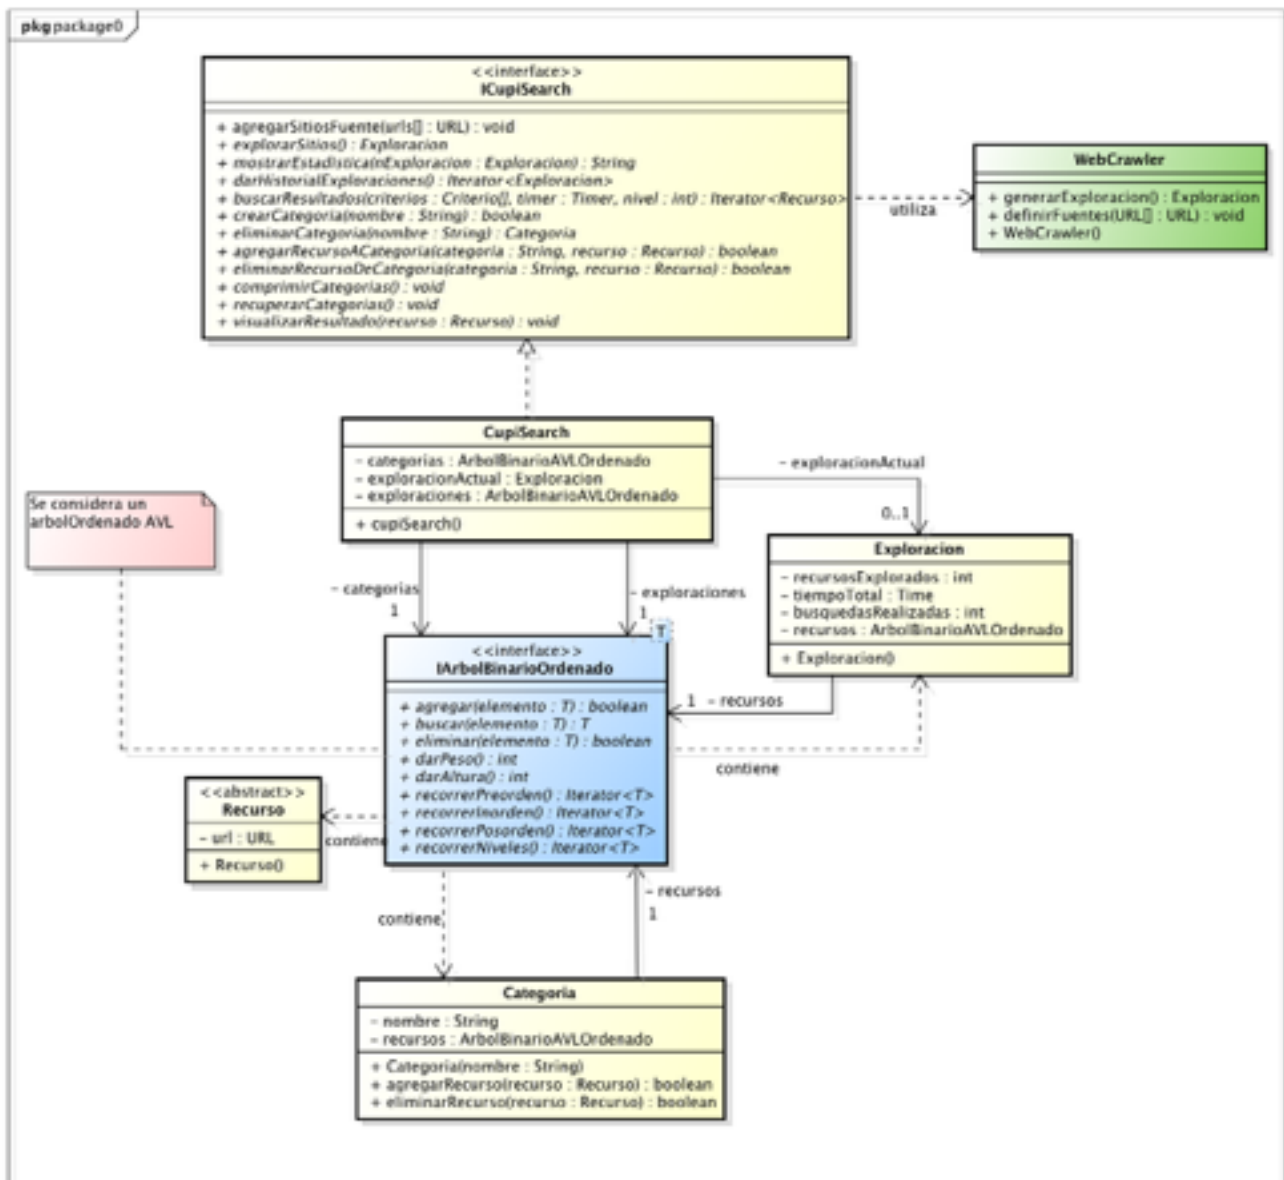 pkg package0
<<interface>>
ICupiSearch
+ agregarSitiosFuente(urls[] : URL) : void
+ explorarSitios() : Exploracion
+ mostrarEstadistica(nExploracion : Exploracion) : String
+ darHistorialExploraciones() : Iterator<Exploracion>
+ buscarResultados(criterios : Criterio[], timer : Timer, nivel : int) : Iterator<Recurso>
+ crearCategoria(nombre : String) : boolean
+ eliminarCategoria(nombre : String) : Categoria
+ agregarRecursoACategoria(categoria : String, recurso : Recurso) : boolean
+ eliminarRecursoDeCategoria(categoria : String, recurso : Recurso) : boolean
+ comprimirCategorias() : void
+ recuperarCategorias() : void
+ visualizarResultado(recurso : Recurso) : void
utiliza
WebCrawler
+ generarExploracion() : Exploracion
+ definirFuentes(URL[] : URL) : void
+ WebCrawler()
CupiSearch
- categorias : ArbolBinarioAVLOrdenado
- exploracionActual : Exploracion
- exploraciones : ArbolBinarioAVLOrdenado
+ cupiSearch()
- exploracionActual
0..1
Se considera un
arbolOrdenado AVL
Exploracion
- recursosExplorados : int
- tiempoTotal : Time
- busquedasRealizadas : int
- recursos : ArbolBinarioAVLOrdenado
+ Exploracion()
- categorias
1
- exploraciones
1
T
<<interface>>
IArbolBinarioOrdenado
+ agregar(elemento : T) : boolean
+ buscar(elemento : T) : T
+ eliminar(elemento : T) : boolean
+ darPeso() : int
+ darAltura() : int
+ recorrerPreorden() : Iterator<T>
+ recorrerInorden() : Iterator<T>
+ recorrerPosorden() : Iterator<T>
+ recorrerNiveles() : Iterator<T>
1 - recursos
contiene
<<abstract>>
Recurso
- url : URL
+ Recurso()
contiene
contiene
- recursos
1
Categoria
- nombre : String
- recursos : ArbolBinarioAVLOrdenado
+ Categoria(nombre : String)
+ agregarRecurso(recurso : Recurso) : boolean
+ eliminarRecurso(recurso : Recurso) : boolean